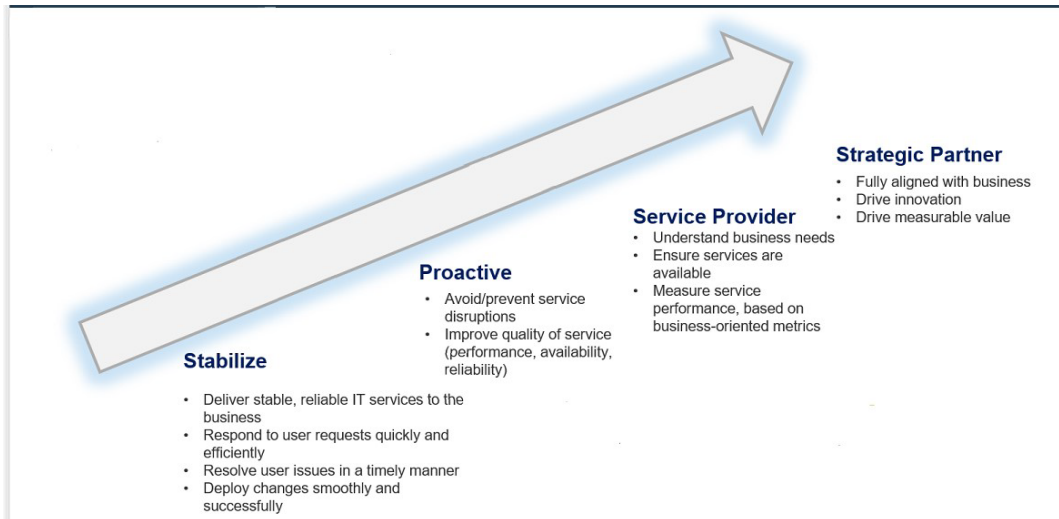 Strategic Partner
• Fully aligned with business
• Drive innovation
• Drive measurable value
Service Provider
• Understand business needs
• Ensure services are
available
• Measure service
performance, based on
business-oriented metrics
Proactive
• Avoid/prevent service
disruptions
• Improve quality of service
(performance, availability,
reliability)
Stabilize
• Deliver stable, reliable IT services to the
business
• Respond to user requests quickly and
efficiently
• Resolve user issues in a timely manner
• Deploy changes smoothly and
successfully